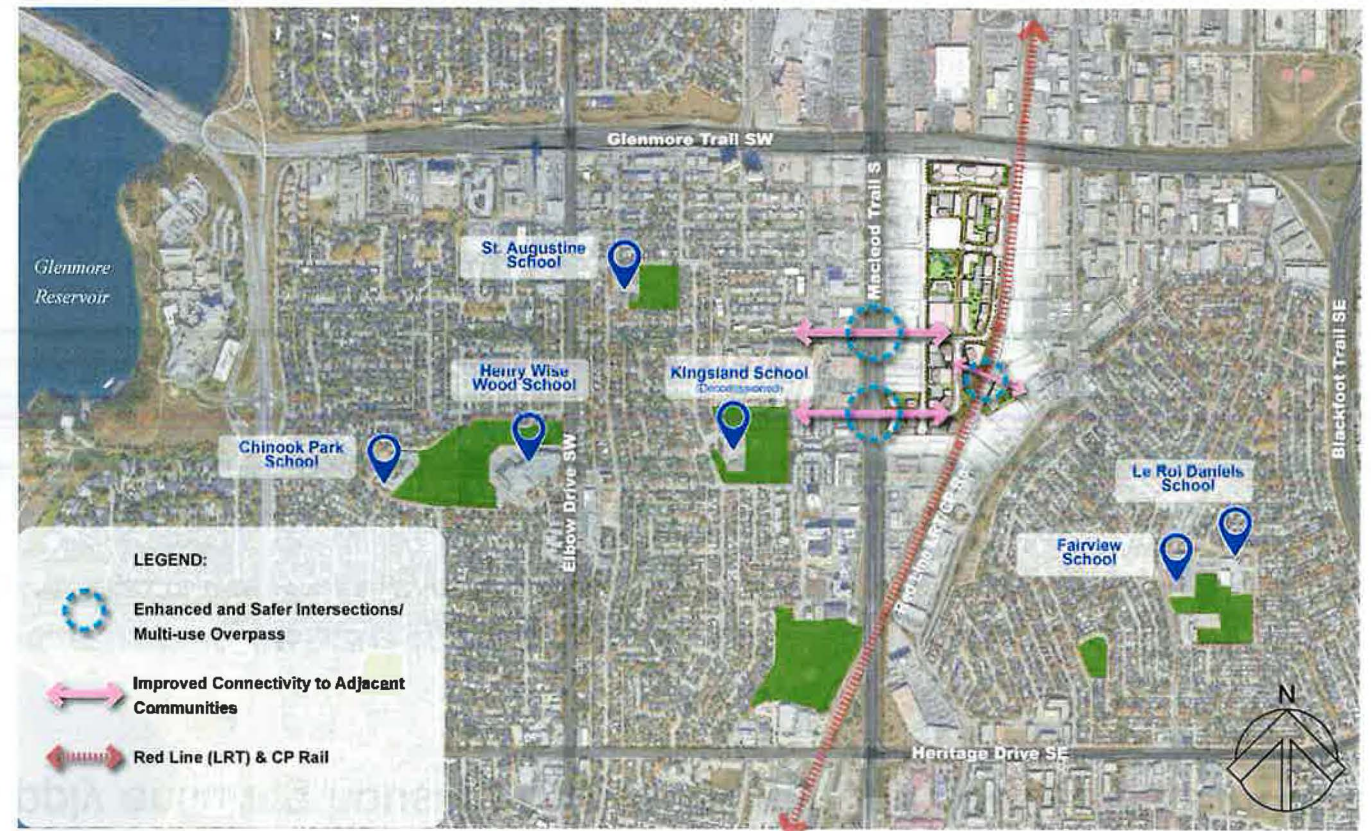 Glenmore Trail SW
Macleod Trail S
St. Augustine
School
Glenmore
Reservoir
Henry Wise
Wood School
Kingsland School
(Decomissioned)
Chinook Park
School
Elbow Drive SW
Blackfoot Trail SE
Le Roi Daniels
School
Fairview
School
LEGEND:
Enhanced and Safer Intersections/
Multi-use Overpass
Improved Connectivity to Adjacent
Communities
Red Line (LRT) & CP Rail
Heritage Drive SE
N